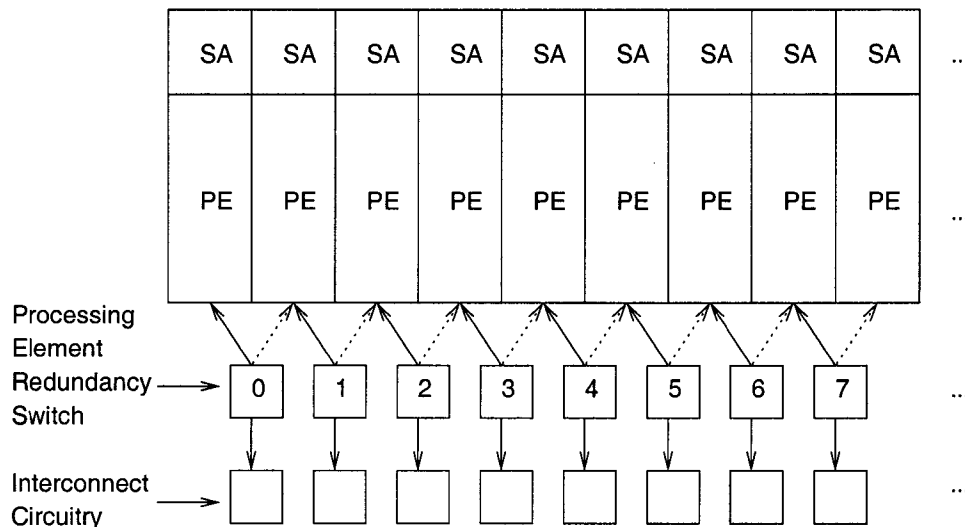 SA SA SA SA SA SA SA SA SA ..
PE PE PE PE PE PE PE PE PE ..
Processing
Element
Redundancy
Switch
0 1 2 3 4 5 6 7 ..
Interconnect
Circuitry
..